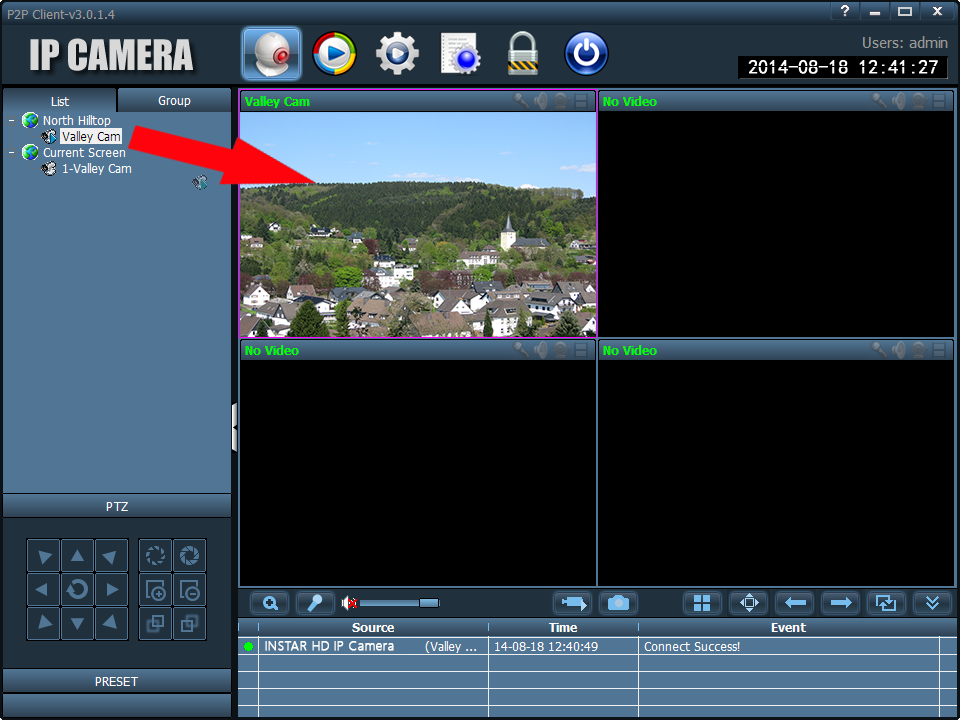 P2P Client-v3.0.1.4
?
IP CAMERA
Users: admin
2014-08-18 12:41:27
List
Group
North Hilltop
Valley Cam
Current Screen
1-Valley Cam
Valley Cam
No Video
No Video
No Video
PTZ
PRESET
Source Time Event
INSTAR HD IP Camera (Valley ... 14-08-18 12:40:49 Connect Success!